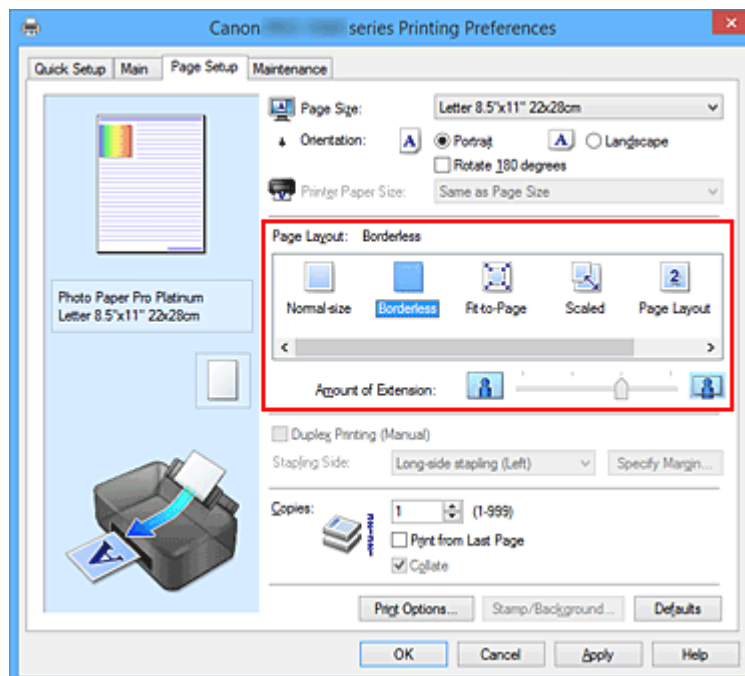 Canon series Printing Preferences
Quick Setup Main Page Setup Maintenance
Page Size: Letter 8.5"x11" 22x28cm
Orientation: A Portrait A Landscape
Rotate 180 degrees
Printer Paper Size: Same as Page Size
Page Layout: Borderless
2
Normal-size Borderless Fit-to-Page Scaled Page Layout
Photo Paper Pro Platinum
Letter 8.5"x11" 22x28cm
Amount of Extension:
Duplex Printing (Manual)
Stapling Side: Long-side stapling (Left) Specify Margin...
Copies: 1 (1-999)
Print from Last Page
Collate
A
Print Options... Stamp/Background... Defaults
OK Cancel Apply Help